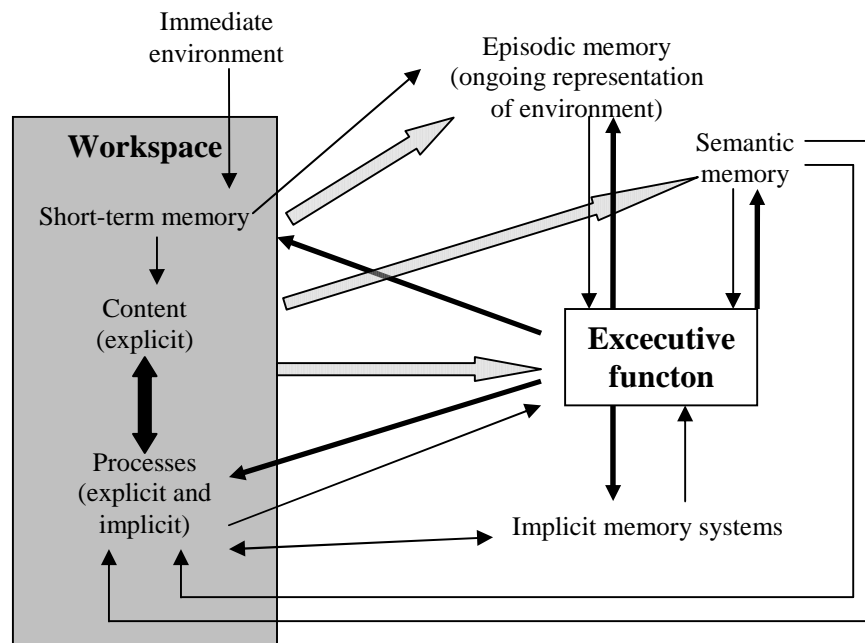 Immediate
environment
Episodic memory
(ongoing representation
of environment)
Workspace
Semantic
memory
Short-term memory
Content
(explicit)
Excecutive
functon
Processes
(explicit and
implicit)
Implicit memory systems